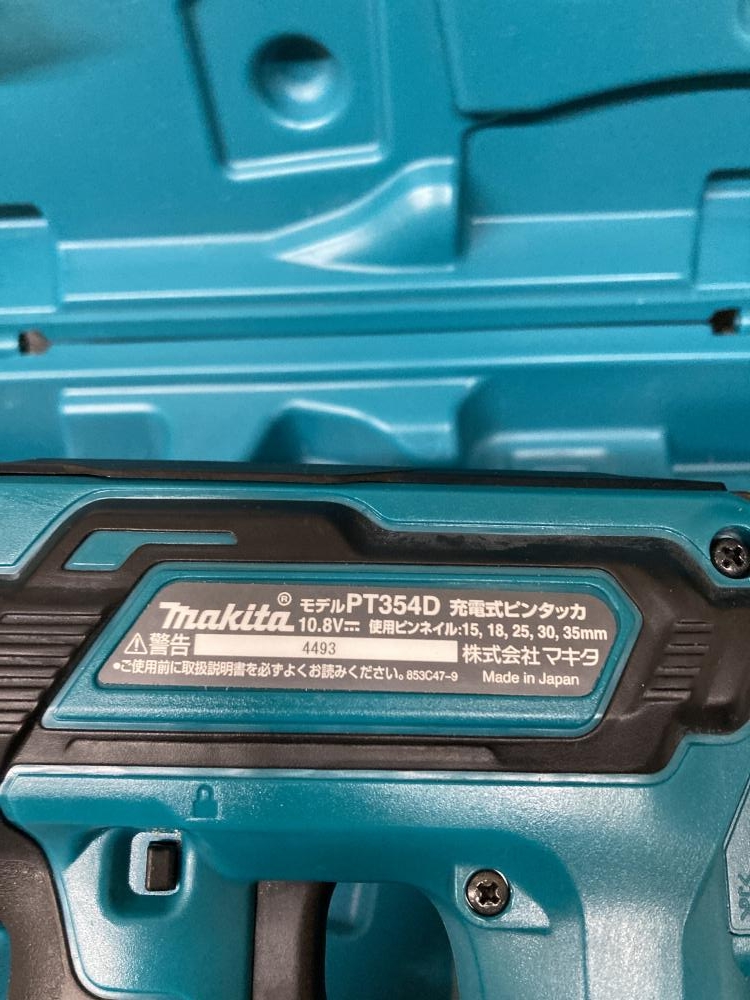 makita® モデルPT354D 充電式ピンタッカ
10.8V⎓ 使用ピンネイル:15, 18, 25, 30, 35mm
⚠警告 4493 株式会社マキタ
●ご使用前に取扱説明書を必ずよくお読みください。853C47-9 Made in Japan